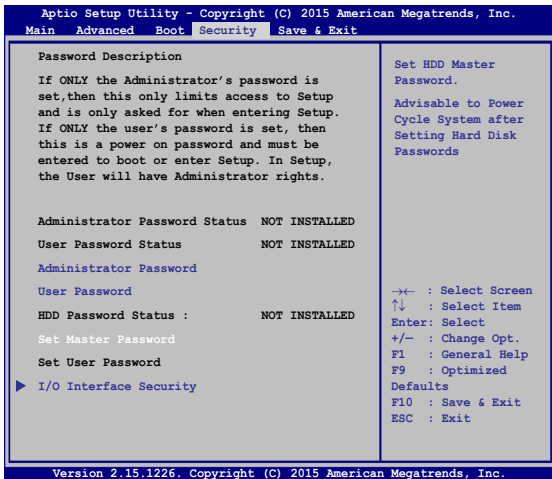 Aptio Setup Utility - Copyright (C) 2015 American Megatrends, Inc.
Main Advanced Boot Security Save & Exit
Password Description
If ONLY the Administrator's password is
set,then this only limits access to Setup
and is only asked for when entering Setup.
If ONLY the user's password is set, then
this is a power on password and must be
entered to boot or enter Setup. In Setup,
the User will have Administrator rights.
Administrator Password Status NOT INSTALLED
User Password Status NOT INSTALLED
Administrator Password
User Password
HDD Password Status : NOT INSTALLED
Set Master Password
Set User Password
I/O Interface Security
Set HDD Master
Password.
Advisable to Power
Cycle System after
Setting Hard Disk
Passwords
→← : Select Screen
↑↓ : Select Item
Enter: Select
+/— : Change Opt.
F1 : General Help
F9 : Optimized
Defaults
F10 : Save & Exit
ESC : Exit
Version 2.15.1226. Copyright (C) 2015 American Megatrends, Inc.